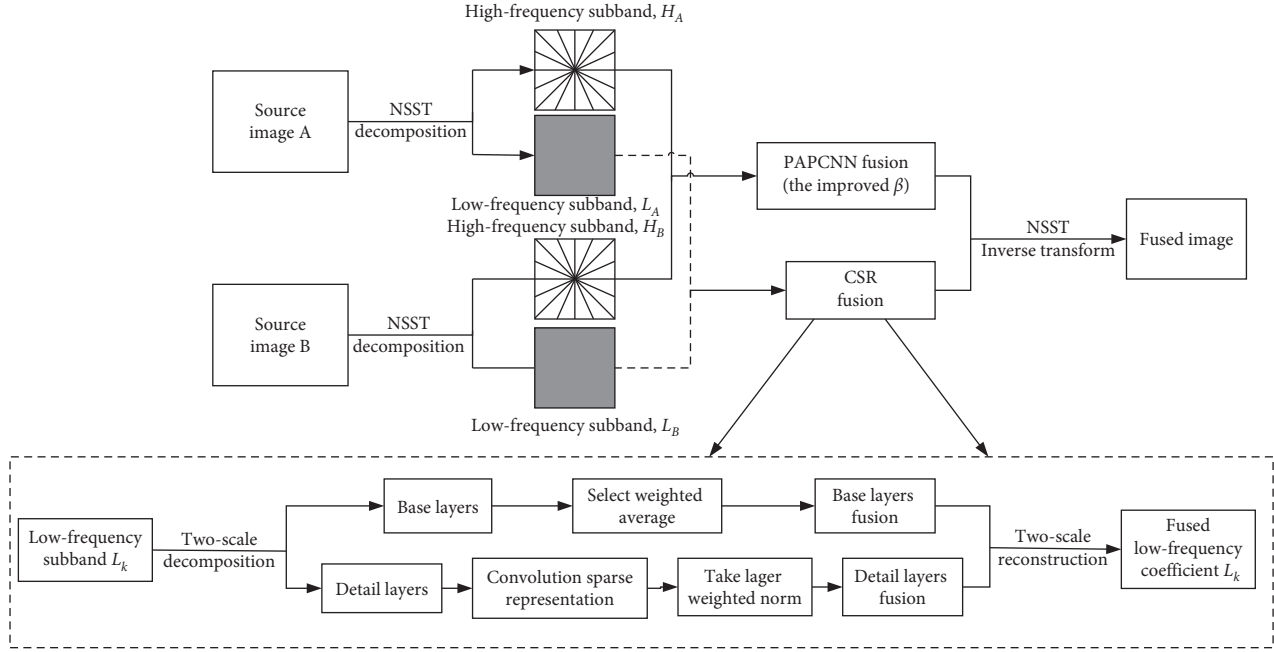 High-frequency subband, H_A
Source
image A
NSST
decomposition
Low-frequency subband, L_A
High-frequency subband, H_B
PAPCNN fusion
(the improved β)
NSST
Inverse transform
Fused image
CSR
fusion
Source
image B
NSST
decomposition
Low-frequency subband, L_B
Low-frequency
subband L_k
Two-scale
decomposition
Base layers
Select weighted
average
Base layers
fusion
Detail layers
Convolution sparse
representation
Take lager
weighted norm
Detail layers
fusion
Two-scale
reconstruction
Fused
low-frequency
coefficient L_k